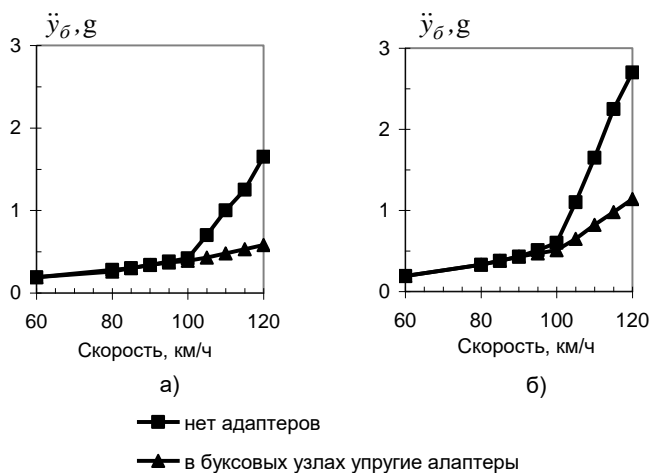 ÿб,g ÿб,g
3 3
2 2
1 1
0 0
60 80 100 120 60 80 100 120
Скорость, км/ч Скорость, км/ч
а) б)
нет адаптеров
в буксовых узлах упругие алаптеры